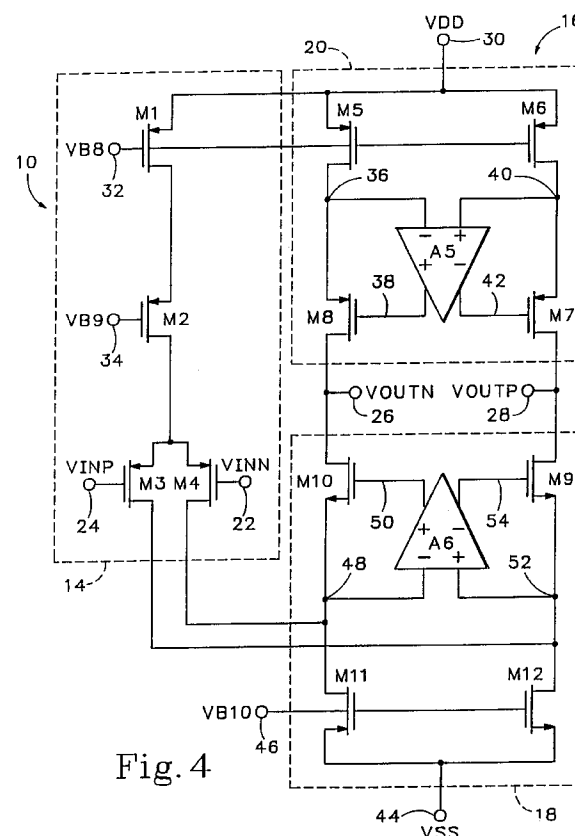 VDD
16
20
30
M1
M5
M6
10
VB8
32
36
40
- +
A5
+ -
38
42
VB9
34
M2
M8
M7
VOUTN
VOUTP
26
28
VINP
VINN
M3
M4
M10
M9
24
22
50
54
+ -
A6
- +
14
48
52
M11
M12
VB10
46
Fig. 4
44
VSS
18